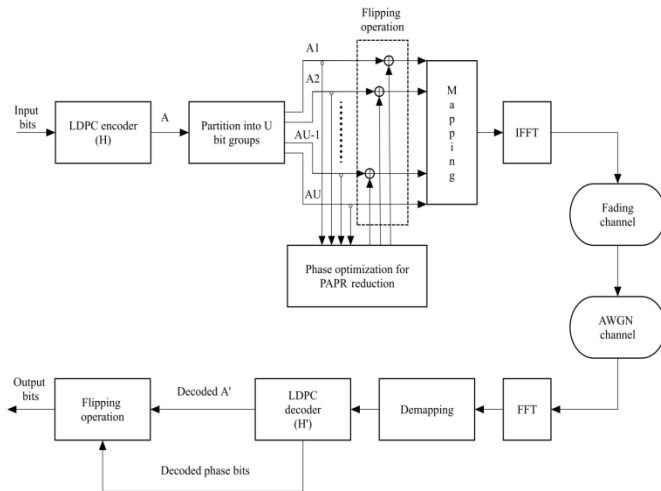 Flipping
operation
A1
A2
AU-1
AU
Input
bits
LDPC encoder
(H)
A
Partition into U
bit groups
Mapping
IFFT
Fading
channel
Phase optimization for
PAPR reduction
AWGN
channel
Output
bits
Flipping
operation
Decoded A'
LDPC
decoder
(H')
Demapping
FFT
Decoded phase bits